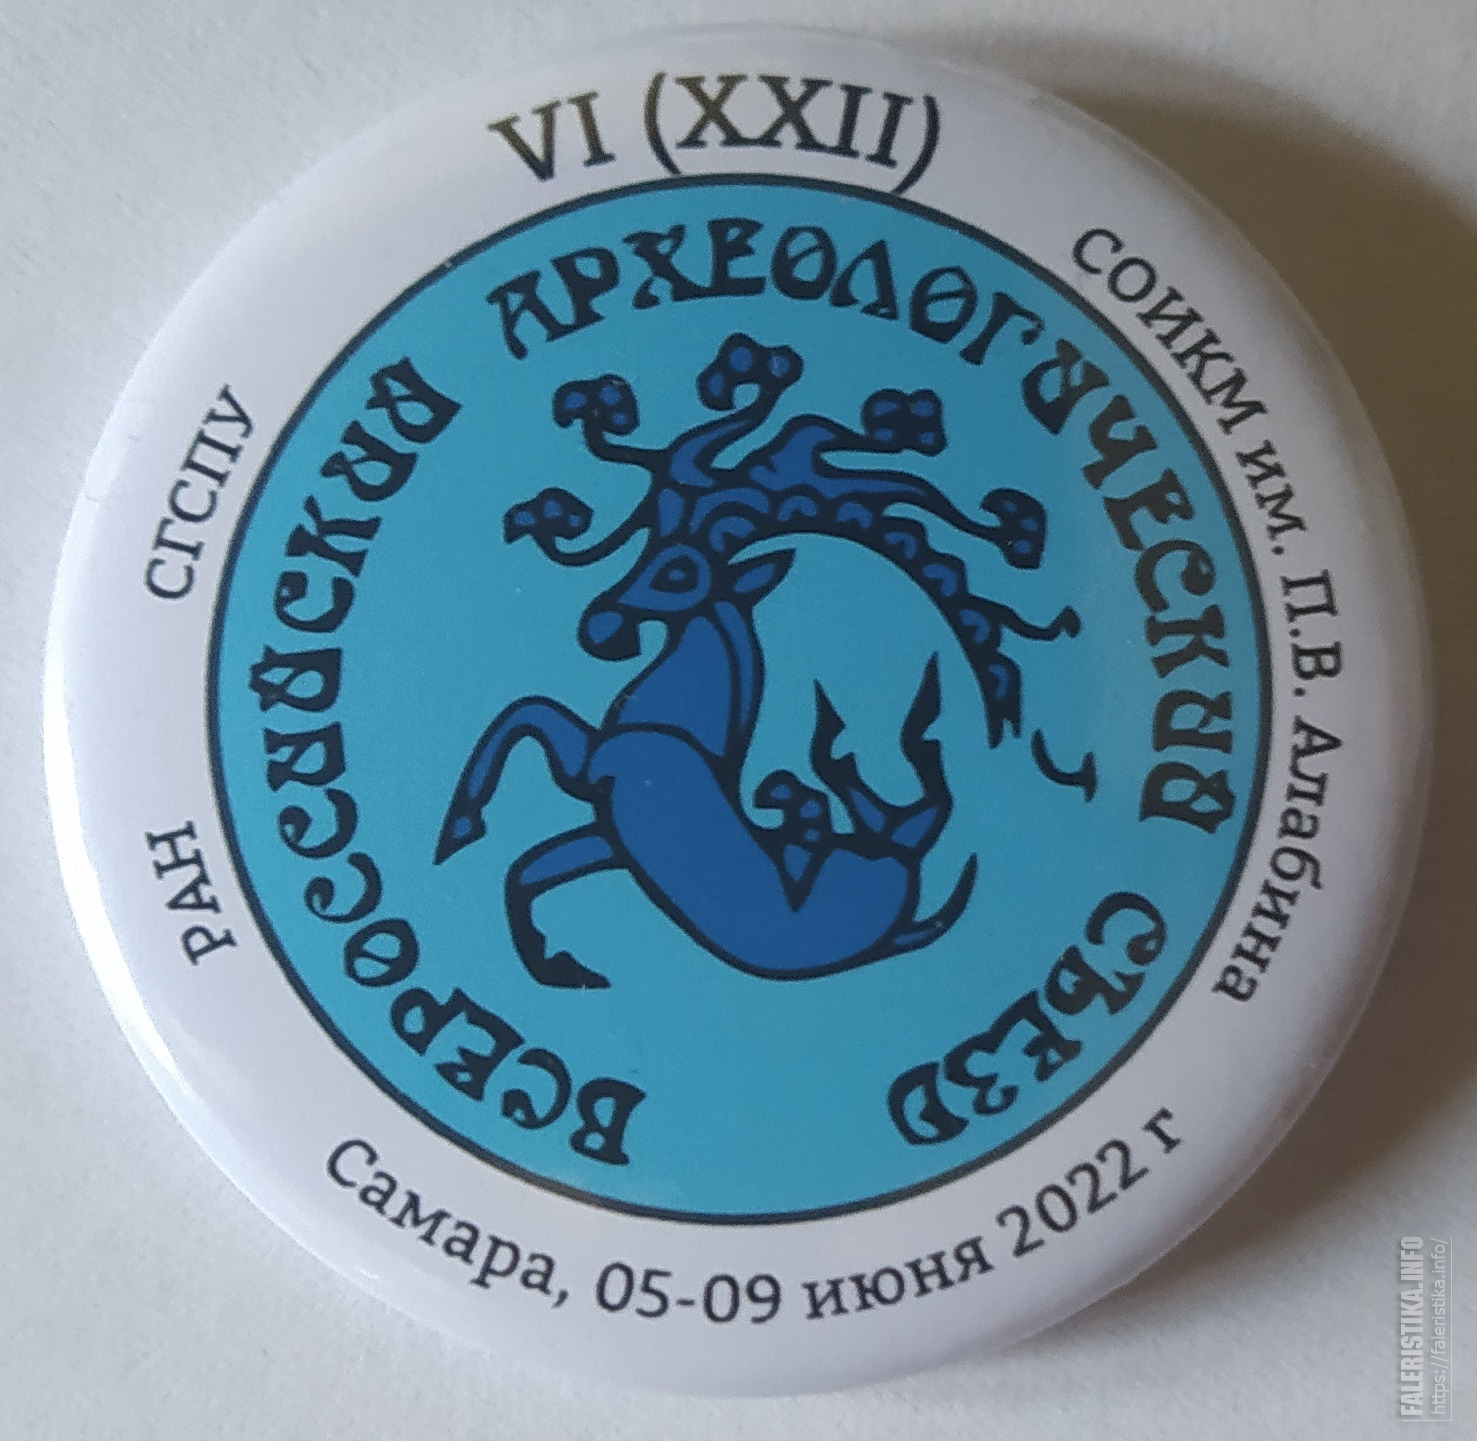 VI (XXII)
ВСЕРОССИЙСКИЙ АРХЕОЛОГИЧЕСКИЙ СЪЕЗД
СОИКМ им. П.В. Алабина
СГСПУ
РАН
Самара, 05-09 июня 2022 г
FALERISTIKA.INFO
https://faleristika.info/